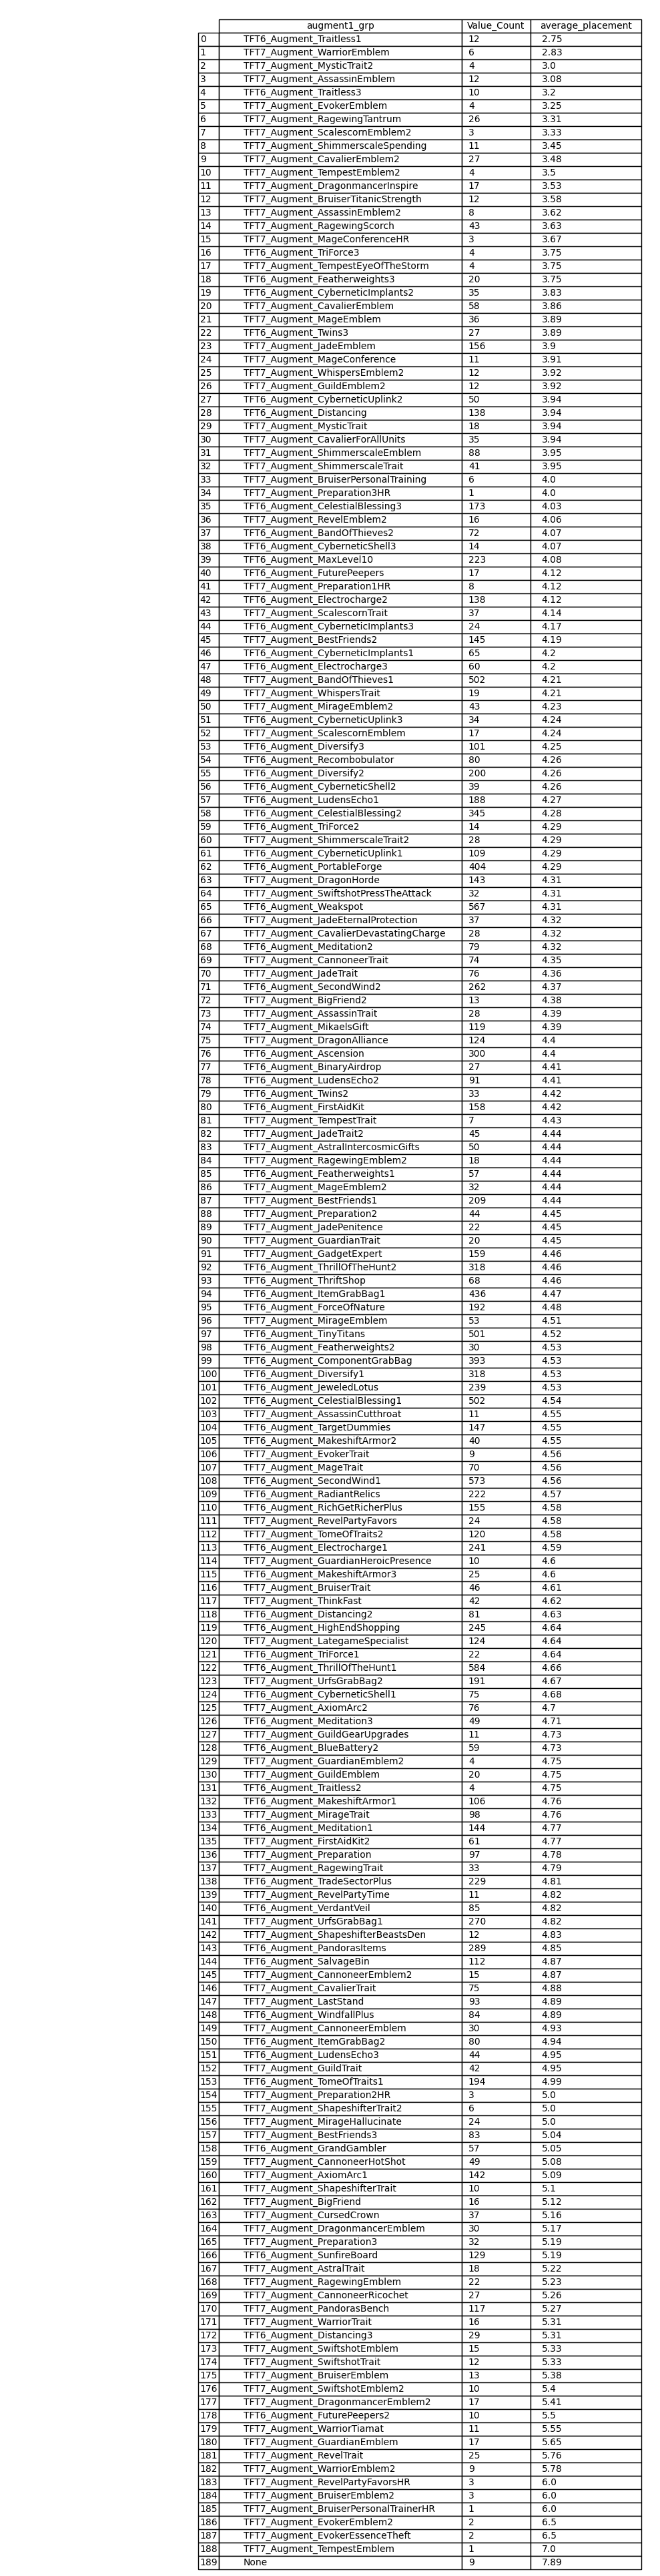 augment1_grp Value_Count average_placement
0 TFT6_Augment_Traitless1 12 2.75
1 TFT7_Augment_WarriorEmblem 6 2.83
2 TFT7_Augment_MysticTrait2 4 3.0
3 TFT7_Augment_AssassinEmblem 12 3.08
4 TFT6_Augment_Traitless3 10 3.2
5 TFT7_Augment_EvokerEmblem 4 3.25
6 TFT7_Augment_RagewingTantrum 26 3.31
7 TFT7_Augment_ScalescornEmblem2 3 3.33
8 TFT7_Augment_ShimmerscaleSpending 11 3.45
9 TFT7_Augment_CavalierEmblem2 27 3.48
10 TFT7_Augment_TempestEmblem2 4 3.5
11 TFT7_Augment_DragonmancerInspire 17 3.53
12 TFT7_Augment_BruiserTitanicStrength 12 3.58
13 TFT7_Augment_AssassinEmblem2 8 3.62
14 TFT7_Augment_RagewingScorch 43 3.63
15 TFT7_Augment_MageConferenceHR 3 3.67
16 TFT6_Augment_TriForce3 4 3.75
17 TFT7_Augment_TempestEyeOfTheStorm 4 3.75
18 TFT6_Augment_Featherweights3 20 3.75
19 TFT6_Augment_CyberneticImplants2 35 3.83
20 TFT7_Augment_CavalierEmblem 58 3.86
21 TFT7_Augment_MageEmblem 36 3.89
22 TFT6_Augment_Twins3 27 3.89
23 TFT7_Augment_JadeEmblem 156 3.9
24 TFT7_Augment_MageConference 11 3.91
25 TFT7_Augment_WhispersEmblem2 12 3.92
26 TFT7_Augment_GuildEmblem2 12 3.92
27 TFT6_Augment_CyberneticUplink2 50 3.94
28 TFT6_Augment_Distancing 138 3.94
29 TFT7_Augment_MysticTrait 18 3.94
30 TFT7_Augment_CavalierForAllUnits 35 3.94
31 TFT7_Augment_ShimmerscaleEmblem 88 3.95
32 TFT7_Augment_ShimmerscaleTrait 41 3.95
33 TFT7_Augment_BruiserPersonalTraining 6 4.0
34 TFT7_Augment_Preparation3HR 1 4.0
35 TFT6_Augment_CelestialBlessing3 173 4.03
36 TFT7_Augment_RevelEmblem2 16 4.06
37 TFT7_Augment_BandOfThieves2 72 4.07
38 TFT6_Augment_CyberneticShell3 14 4.07
39 TFT6_Augment_MaxLevel10 223 4.08
40 TFT6_Augment_FuturePeepers 17 4.12
41 TFT7_Augment_Preparation1HR 8 4.12
42 TFT6_Augment_Electrocharge2 138 4.12
43 TFT7_Augment_ScalescornTrait 37 4.14
44 TFT6_Augment_CyberneticImplants3 24 4.17
45 TFT7_Augment_BestFriends2 145 4.19
46 TFT6_Augment_CyberneticImplants1 65 4.2
47 TFT6_Augment_Electrocharge3 60 4.2
48 TFT7_Augment_BandOfThieves1 502 4.21
49 TFT7_Augment_WhispersTrait 19 4.21
50 TFT7_Augment_MirageEmblem2 43 4.23
51 TFT6_Augment_CyberneticUplink3 34 4.24
52 TFT7_Augment_ScalescornEmblem 17 4.24
53 TFT6_Augment_Diversify3 101 4.25
54 TFT6_Augment_Recombobulator 80 4.26
55 TFT6_Augment_Diversify2 200 4.26
56 TFT6_Augment_CyberneticShell2 39 4.26
57 TFT6_Augment_LudensEcho1 188 4.27
58 TFT6_Augment_CelestialBlessing2 345 4.28
59 TFT6_Augment_TriForce2 14 4.29
60 TFT7_Augment_ShimmerscaleTrait2 28 4.29
61 TFT6_Augment_CyberneticUplink1 109 4.29
62 TFT6_Augment_PortableForge 404 4.29
63 TFT7_Augment_DragonHorde 143 4.31
64 TFT7_Augment_SwiftshotPressTheAttack 32 4.31
65 TFT6_Augment_Weakspot 567 4.31
66 TFT7_Augment_JadeEternalProtection 37 4.32
67 TFT7_Augment_CavalierDevastatingCharge 28 4.32
68 TFT6_Augment_Meditation2 79 4.32
69 TFT7_Augment_CannoneerTrait 74 4.35
70 TFT7_Augment_JadeTrait 76 4.36
71 TFT6_Augment_SecondWind2 262 4.37
72 TFT7_Augment_BigFriend2 13 4.38
73 TFT7_Augment_AssassinTrait 28 4.39
74 TFT7_Augment_MikaelsGift 119 4.39
75 TFT7_Augment_DragonAlliance 124 4.4
76 TFT6_Augment_Ascension 300 4.4
77 TFT6_Augment_BinaryAirdrop 27 4.41
78 TFT6_Augment_LudensEcho2 91 4.41
79 TFT6_Augment_Twins2 33 4.42
80 TFT6_Augment_FirstAidKit 158 4.42
81 TFT7_Augment_TempestTrait 7 4.43
82 TFT7_Augment_JadeTrait2 45 4.44
83 TFT7_Augment_AstralIntercosmicGifts 50 4.44
84 TFT7_Augment_RagewingEmblem2 18 4.44
85 TFT6_Augment_Featherweights1 57 4.44
86 TFT7_Augment_MageEmblem2 32 4.44
87 TFT7_Augment_BestFriends1 209 4.44
88 TFT7_Augment_Preparation2 44 4.45
89 TFT7_Augment_JadePenitence 22 4.45
90 TFT7_Augment_GuardianTrait 20 4.45
91 TFT7_Augment_GadgetExpert 159 4.46
92 TFT6_Augment_ThrillOfTheHunt2 318 4.46
93 TFT6_Augment_ThriftShop 68 4.46
94 TFT6_Augment_ItemGrabBag1 436 4.47
95 TFT6_Augment_ForceOfNature 192 4.48
96 TFT7_Augment_MirageEmblem 53 4.51
97 TFT6_Augment_TinyTitans 501 4.52
98 TFT6_Augment_Featherweights2 30 4.53
99 TFT6_Augment_ComponentGrabBag 393 4.53
100 TFT6_Augment_Diversify1 318 4.53
101 TFT6_Augment_JeweledLotus 239 4.53
102 TFT6_Augment_CelestialBlessing1 502 4.54
103 TFT7_Augment_AssassinCutthroat 11 4.55
104 TFT6_Augment_TargetDummies 147 4.55
105 TFT6_Augment_MakeshiftArmor2 40 4.55
106 TFT7_Augment_EvokerTrait 9 4.56
107 TFT7_Augment_MageTrait 70 4.56
108 TFT6_Augment_SecondWind1 573 4.56
109 TFT6_Augment_RadiantRelics 222 4.57
110 TFT6_Augment_RichGetRicherPlus 155 4.58
111 TFT7_Augment_RevelPartyFavors 24 4.58
112 TFT7_Augment_TomeOfTraits2 120 4.58
113 TFT6_Augment_Electrocharge1 241 4.59
114 TFT7_Augment_GuardianHeroicPresence 10 4.6
115 TFT6_Augment_MakeshiftArmor3 25 4.6
116 TFT7_Augment_BruiserTrait 46 4.61
117 TFT7_Augment_ThinkFast 42 4.62
118 TFT6_Augment_Distancing2 81 4.63
119 TFT6_Augment_HighEndShopping 245 4.64
120 TFT7_Augment_LategameSpecialist 124 4.64
121 TFT6_Augment_TriForce1 22 4.64
122 TFT6_Augment_ThrillOfTheHunt1 584 4.66
123 TFT7_Augment_UrfsGrabBag2 191 4.67
124 TFT6_Augment_CyberneticShell1 75 4.68
125 TFT7_Augment_AxiomArc2 76 4.7
126 TFT6_Augment_Meditation3 49 4.71
127 TFT7_Augment_GuildGearUpgrades 11 4.73
128 TFT6_Augment_BlueBattery2 59 4.73
129 TFT7_Augment_GuardianEmblem2 4 4.75
130 TFT7_Augment_GuildEmblem 20 4.75
131 TFT6_Augment_Traitless2 4 4.75
132 TFT6_Augment_MakeshiftArmor1 106 4.76
133 TFT7_Augment_MirageTrait 98 4.76
134 TFT6_Augment_Meditation1 144 4.77
135 TFT7_Augment_FirstAidKit2 61 4.77
136 TFT7_Augment_Preparation 97 4.78
137 TFT7_Augment_RagewingTrait 33 4.79
138 TFT6_Augment_TradeSectorPlus 229 4.81
139 TFT7_Augment_RevelPartyTime 11 4.82
140 TFT6_Augment_VerdantVeil 85 4.82
141 TFT7_Augment_UrfsGrabBag1 270 4.82
142 TFT7_Augment_ShapeshifterBeastsDen 12 4.83
143 TFT6_Augment_PandorasItems 289 4.85
144 TFT6_Augment_SalvageBin 112 4.87
145 TFT7_Augment_CannoneerEmblem2 15 4.87
146 TFT7_Augment_CavalierTrait 75 4.88
147 TFT7_Augment_LastStand 93 4.89
148 TFT6_Augment_WindfallPlus 84 4.89
149 TFT7_Augment_CannoneerEmblem 30 4.93
150 TFT6_Augment_ItemGrabBag2 80 4.94
151 TFT6_Augment_LudensEcho3 44 4.95
152 TFT7_Augment_GuildTrait 42 4.95
153 TFT6_Augment_TomeOfTraits1 194 4.99
154 TFT7_Augment_Preparation2HR 3 5.0
155 TFT7_Augment_ShapeshifterTrait2 6 5.0
156 TFT7_Augment_MirageHallucinate 24 5.0
157 TFT7_Augment_BestFriends3 83 5.04
158 TFT6_Augment_GrandGambler 57 5.05
159 TFT7_Augment_CannoneerHotShot 49 5.08
160 TFT7_Augment_AxiomArc1 142 5.09
161 TFT7_Augment_ShapeshifterTrait 10 5.1
162 TFT7_Augment_BigFriend 16 5.12
163 TFT7_Augment_CursedCrown 37 5.16
164 TFT7_Augment_DragonmancerEmblem 30 5.17
165 TFT7_Augment_Preparation3 32 5.19
166 TFT6_Augment_SunfireBoard 129 5.19
167 TFT7_Augment_AstralTrait 18 5.22
168 TFT7_Augment_RagewingEmblem 22 5.23
169 TFT7_Augment_CannoneerRicochet 27 5.26
170 TFT7_Augment_PandorasBench 117 5.27
171 TFT7_Augment_WarriorTrait 16 5.31
172 TFT6_Augment_Distancing3 29 5.31
173 TFT7_Augment_SwiftshotEmblem 15 5.33
174 TFT7_Augment_SwiftshotTrait 12 5.33
175 TFT7_Augment_BruiserEmblem 13 5.38
176 TFT7_Augment_SwiftshotEmblem2 10 5.4
177 TFT7_Augment_DragonmancerEmblem2 17 5.41
178 TFT6_Augment_FuturePeepers2 10 5.5
179 TFT7_Augment_WarriorTiamat 11 5.55
180 TFT7_Augment_GuardianEmblem 17 5.65
181 TFT7_Augment_RevelTrait 25 5.76
182 TFT7_Augment_WarriorEmblem2 9 5.78
183 TFT7_Augment_RevelPartyFavorsHR 3 6.0
184 TFT7_Augment_BruiserEmblem2 3 6.0
185 TFT7_Augment_BruiserPersonalTrainerHR 1 6.0
186 TFT7_Augment_EvokerEmblem2 2 6.5
187 TFT7_Augment_EvokerEssenceTheft 2 6.5
188 TFT7_Augment_TempestEmblem 1 7.0
189 None 9 7.89